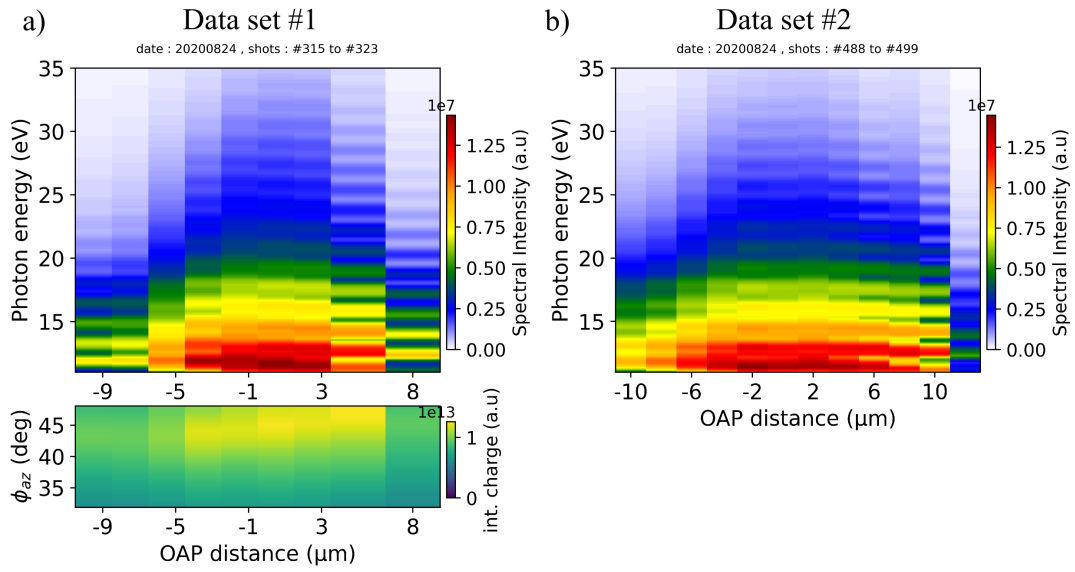 a)
Data set #1
date : 20200824 , shots : #315 to #323
35
30
25
20
15
Photon energy (eV)
-9
-5
-1
3
8
1e7
1.25
1.00
0.75
0.50
0.25
0.00
Spectral Intensity (a.u)
45
40
35
ϕaz (deg)
-9
-5
-1
3
8
OAP distance (μm)
1e13
1
0
int. charge (a.u)
b)
Data set #2
date : 20200824 , shots : #488 to #499
35
30
25
20
15
Photon energy (eV)
-10
-6
-2
2
6
10
OAP distance (μm)
1e7
1.25
1.00
0.75
0.50
0.25
0.00
Spectral Intensity (a.u)